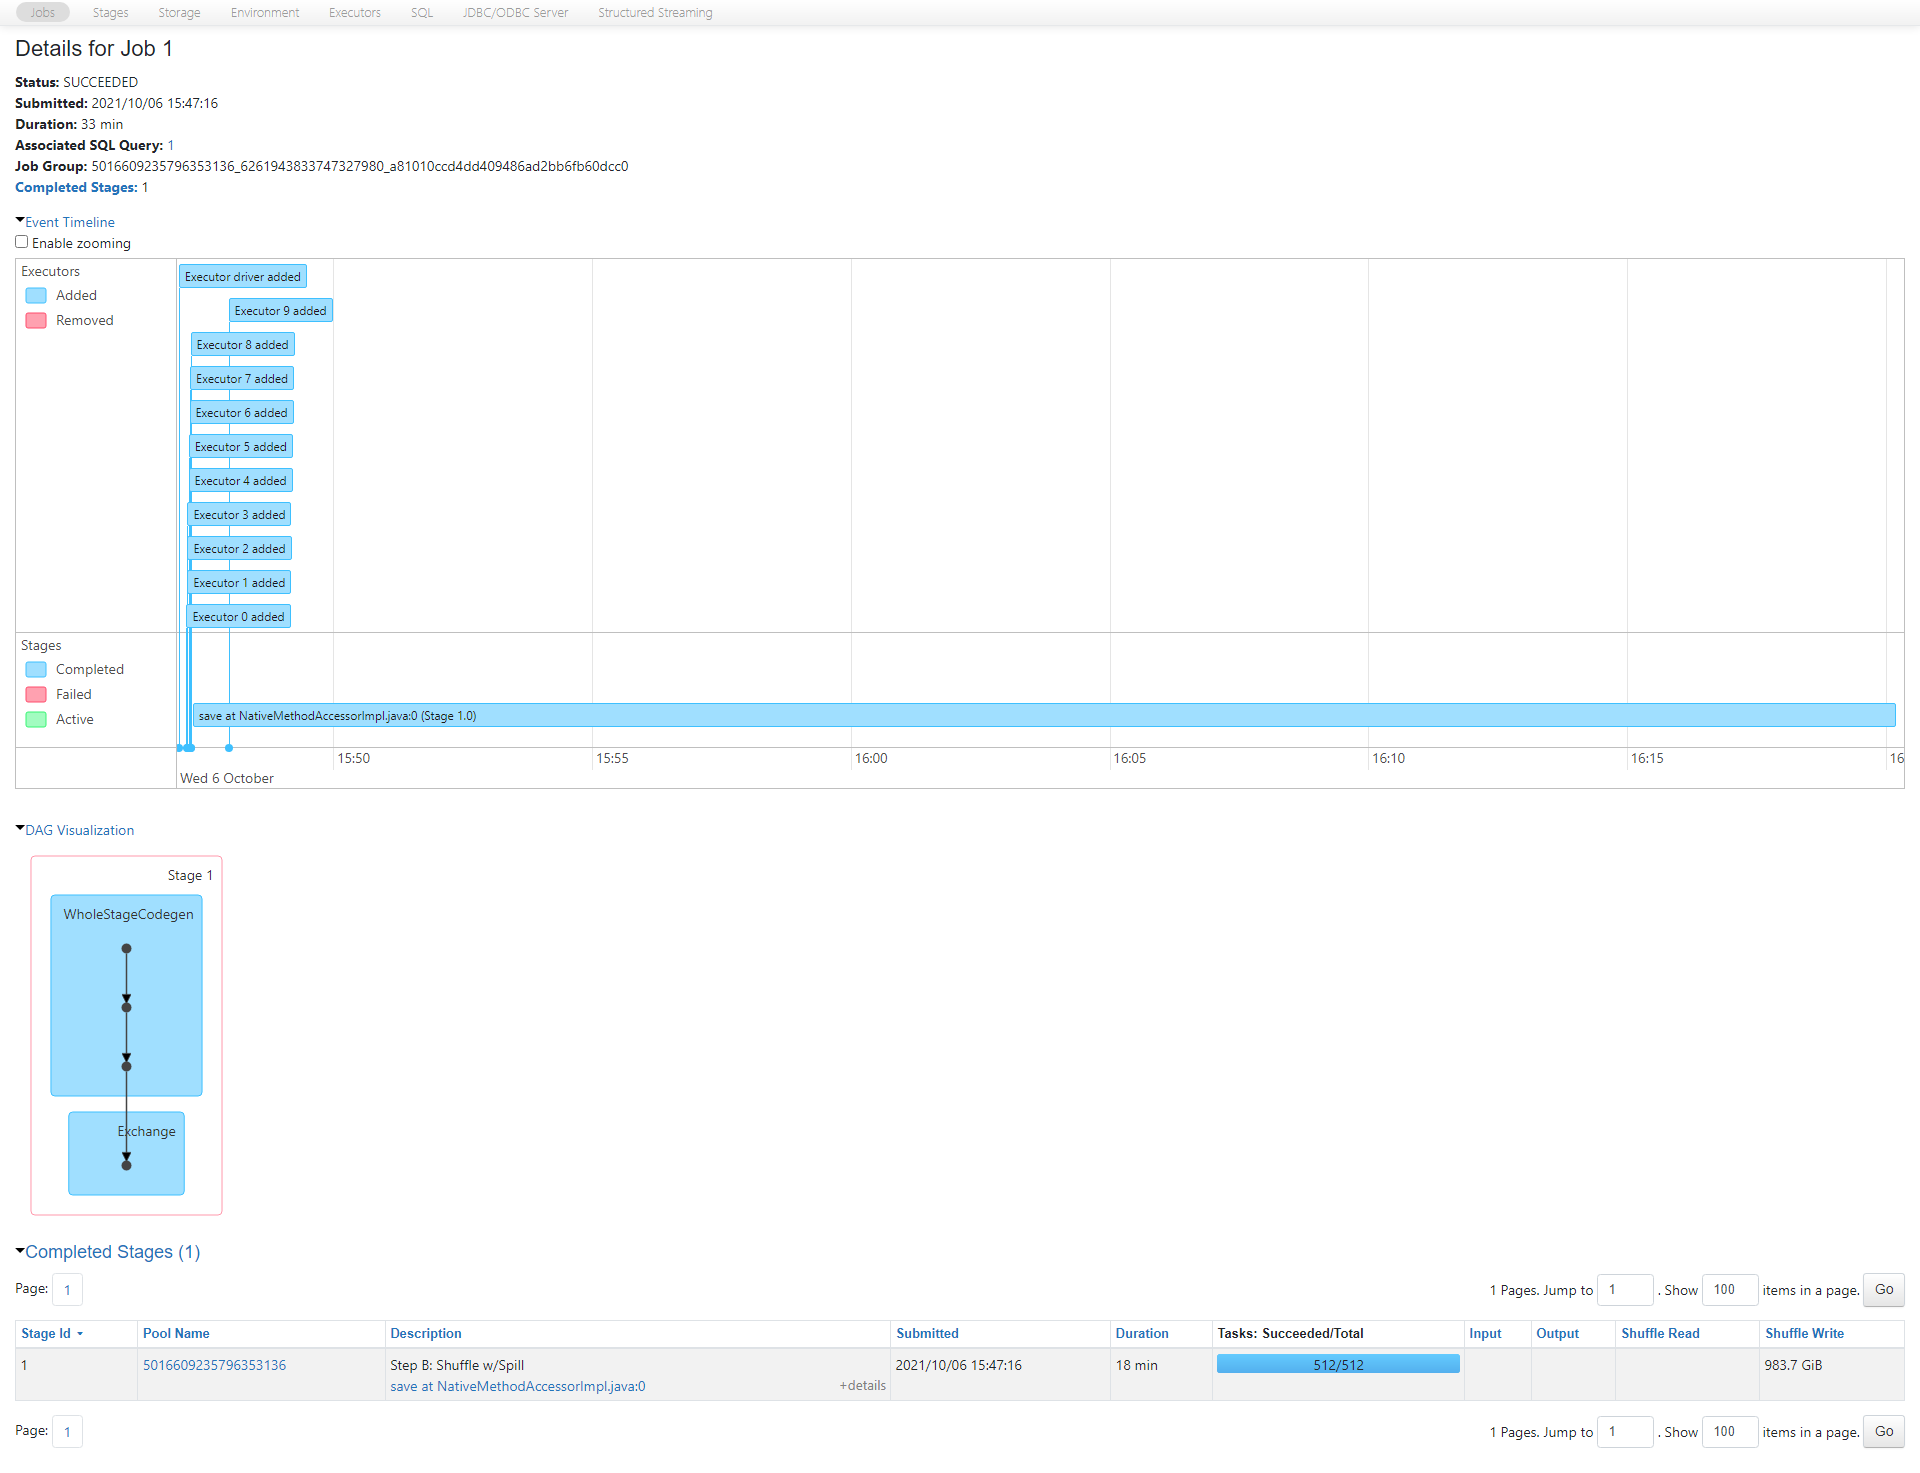 Jobs Stages Storage Environment Executors SQL JDBC/ODBC Server Structured Streaming
Details for Job 1
Status: SUCCEEDED
Submitted: 2021/10/06 15:47:16
Duration: 33 min
Associated SQL Query: 1
Job Group: 5016609235796353136_6261943833747327980_a81010ccd4dd409486ad2bb6fb60dcc0
Completed Stages: 1
Event Timeline
Enable zooming
Executors
Added
Removed
Executor driver added
Executor 9 added
Executor 8 added
Executor 7 added
Executor 6 added
Executor 5 added
Executor 4 added
Executor 3 added
Executor 2 added
Executor 1 added
Executor 0 added
Stages
Completed
Failed
Active
save at NativeMethodAccessorImpl.java:0 (Stage 1.0)
15:50 15:55 16:00 16:05 16:10 16:15 16
Wed 6 October
DAG Visualization
Stage 1
WholeStageCodegen
Exchange
Completed Stages (1)
Page: 1 1 Pages. Jump to 1 . Show 100 items in a page. Go
Stage Id Pool Name Description Submitted Duration Tasks: Succeeded/Total Input Output Shuffle Read Shuffle Write
1 5016609235796353136 Step B: Shuffle w/Spill 2021/10/06 15:47:16 18 min 512/512 983.7 GiB
save at NativeMethodAccessorImpl.java:0 +details
Page: 1 1 Pages. Jump to 1 . Show 100 items in a page. Go